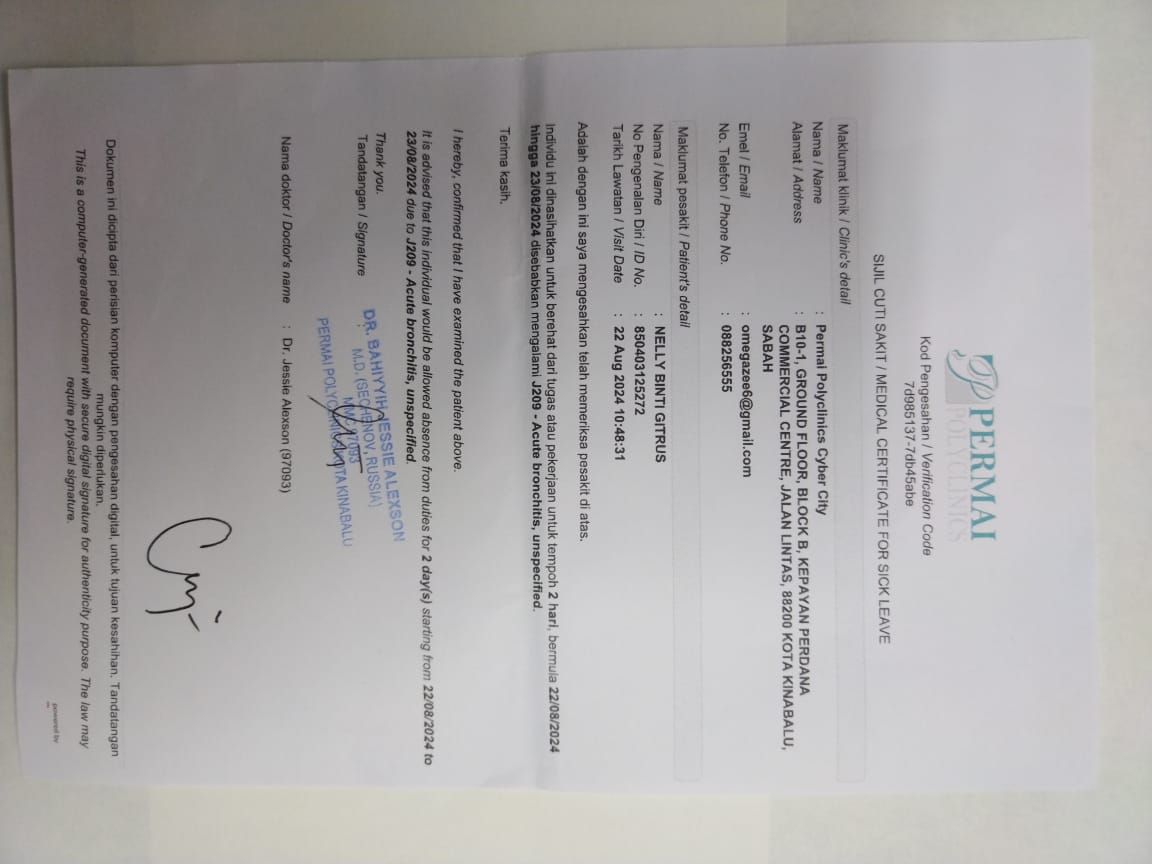 PERMAI
POLYCLINICS
Kod Pengesahan / Verification Code
7d985137-7db45abe
SIJIL CUTI SAKIT / MEDICAL CERTIFICATE FOR SICK LEAVE
Maklumat klinik / Clinic's detail
Nama / Name : Permai Polyclinics Cyber City
Alamat / Address : B10-1, GROUND FLOOR, BLOCK B, KEPAYAN PERDANA
COMMERCIAL CENTRE, JALAN LINTAS, 88200 KOTA KINABALU,
SABAH
Emel / Email : omegazee6@gmail.com
No. Telefon / Phone No. : 088256555
Maklumat pesakit / Patient's detail
Nama / Name : NELLY BINTI GITRUS
No Pengenalan Diri / ID No. : 850403125272
Tarikh Lawatan / Visit Date : 22 Aug 2024 10:48:31
Adalah dengan ini saya mengesahkan telah memeriksa pesakit di atas.
Individu ini dinasihatkan untuk berehat dari tugas atau pekerjaan untuk tempoh 2 hari, bermula 22/08/2024
hingga 23/08/2024 disebabkan mengalami J209 - Acute bronchitis, unspecified.
Terima kasih.
I hereby, confirmed that I have examined the patient above.
It is advised that this individual would be allowed absence from duties for 2 day(s) starting from 22/08/2024 to
23/08/2024 due to J209 - Acute bronchitis, unspecified.
Thank you.
Tandatangan / Signature :
DR. BAHIYYIH JESSIE ALEXSON
M.D. (SECHENOV, RUSSIA)
MMC 97093
PERMAI POLYCLINICS KOTA KINABALU
Nama doktor / Doctor's name : Dr. Jessie Alexson (97093)
Dokumen ini dicipta dari perisian komputer dengan pengesahan digital, untuk tujuan kesahihan. Tandatangan
mungkin diperlukan.
This is a computer-generated document with secure digital signature for authenticity purpose. The law may
require physical signature.
powered by